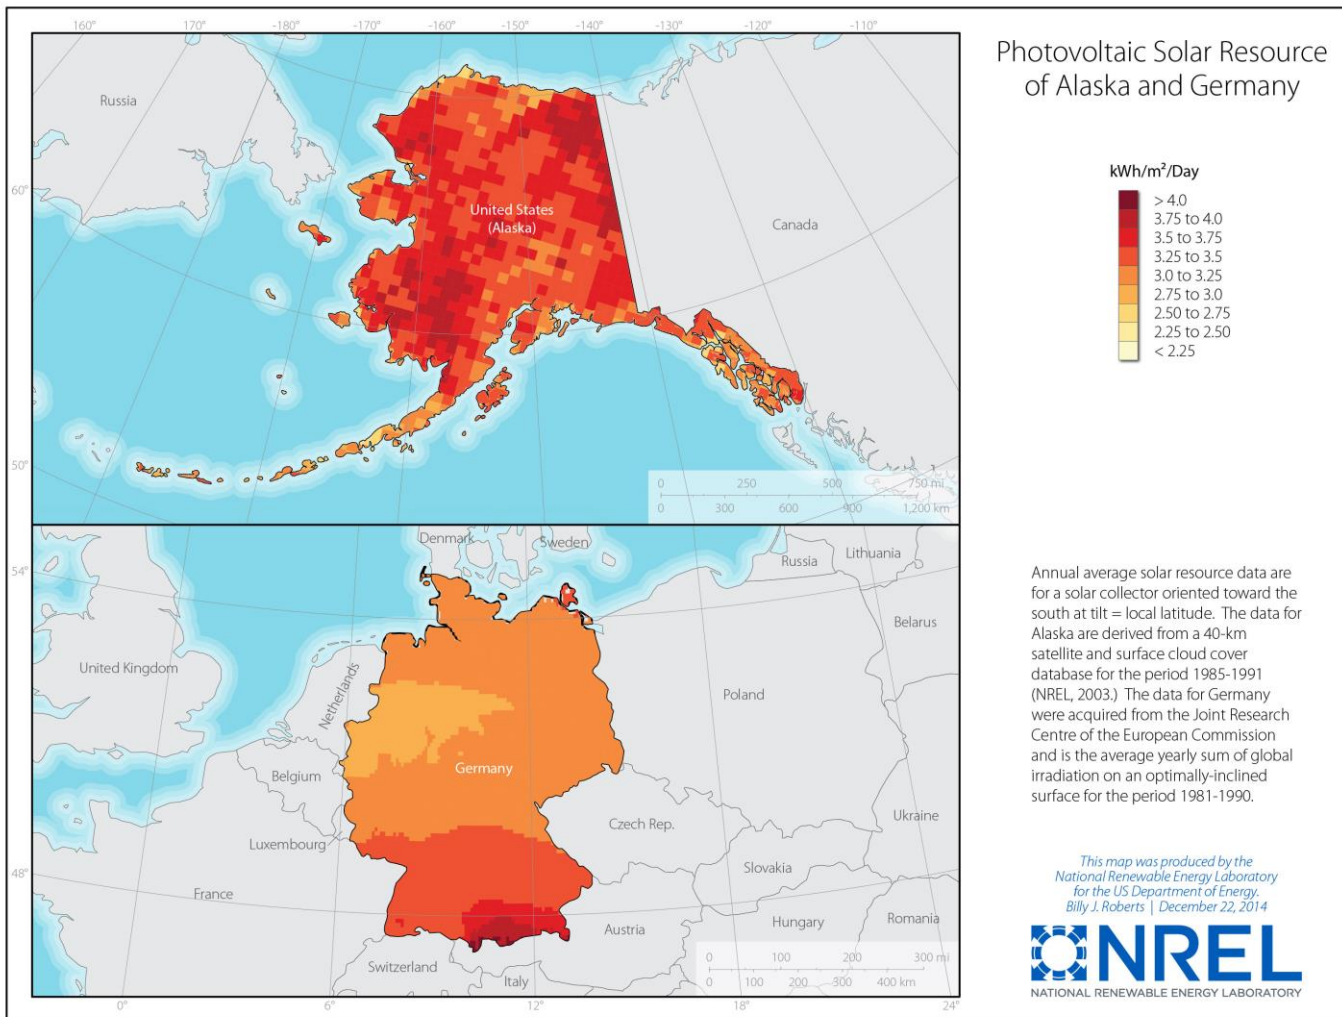 160°
170°
-180°
-170°
-160°
-150°
-140°
-130°
-120°
-110°
Russia
60°
United States
(Alaska)
Canada
50°
0 250 500 750 mi
0 300 600 900 1,200 km
Photovoltaic Solar Resource
of Alaska and Germany
kWh/m²/Day
> 4.0
3.75 to 4.0
3.5 to 3.75
3.25 to 3.5
3.0 to 3.25
2.75 to 3.0
2.50 to 2.75
2.25 to 2.50
< 2.25
Denmark
Sweden
Russia
Lithuania
54°
Belarus
United Kingdom
Netherlands
Poland
Germany
Belgium
Ukraine
Czech Rep.
Luxembourg
Slovakia
48°
France
Austria
Hungary
Romania
Switzerland
Italy
0 100 200 300 mi
0 100 200 300 400 km
0°
6°
12°
18°
24°
Annual average solar resource data are
for a solar collector oriented toward the
south at tilt = local latitude. The data for
Alaska are derived from a 40-km
satellite and surface cloud cover
database for the period 1985-1991
(NREL, 2003.) The data for Germany
were acquired from the Joint Research
Centre of the European Commission
and is the average yearly sum of global
irradiation on an optimally-inclined
surface for the period 1981-1990.
This map was produced by the
National Renewable Energy Laboratory
for the US Department of Energy.
Billy J. Roberts | December 22, 2014
NREL
NATIONAL RENEWABLE ENERGY LABORATORY